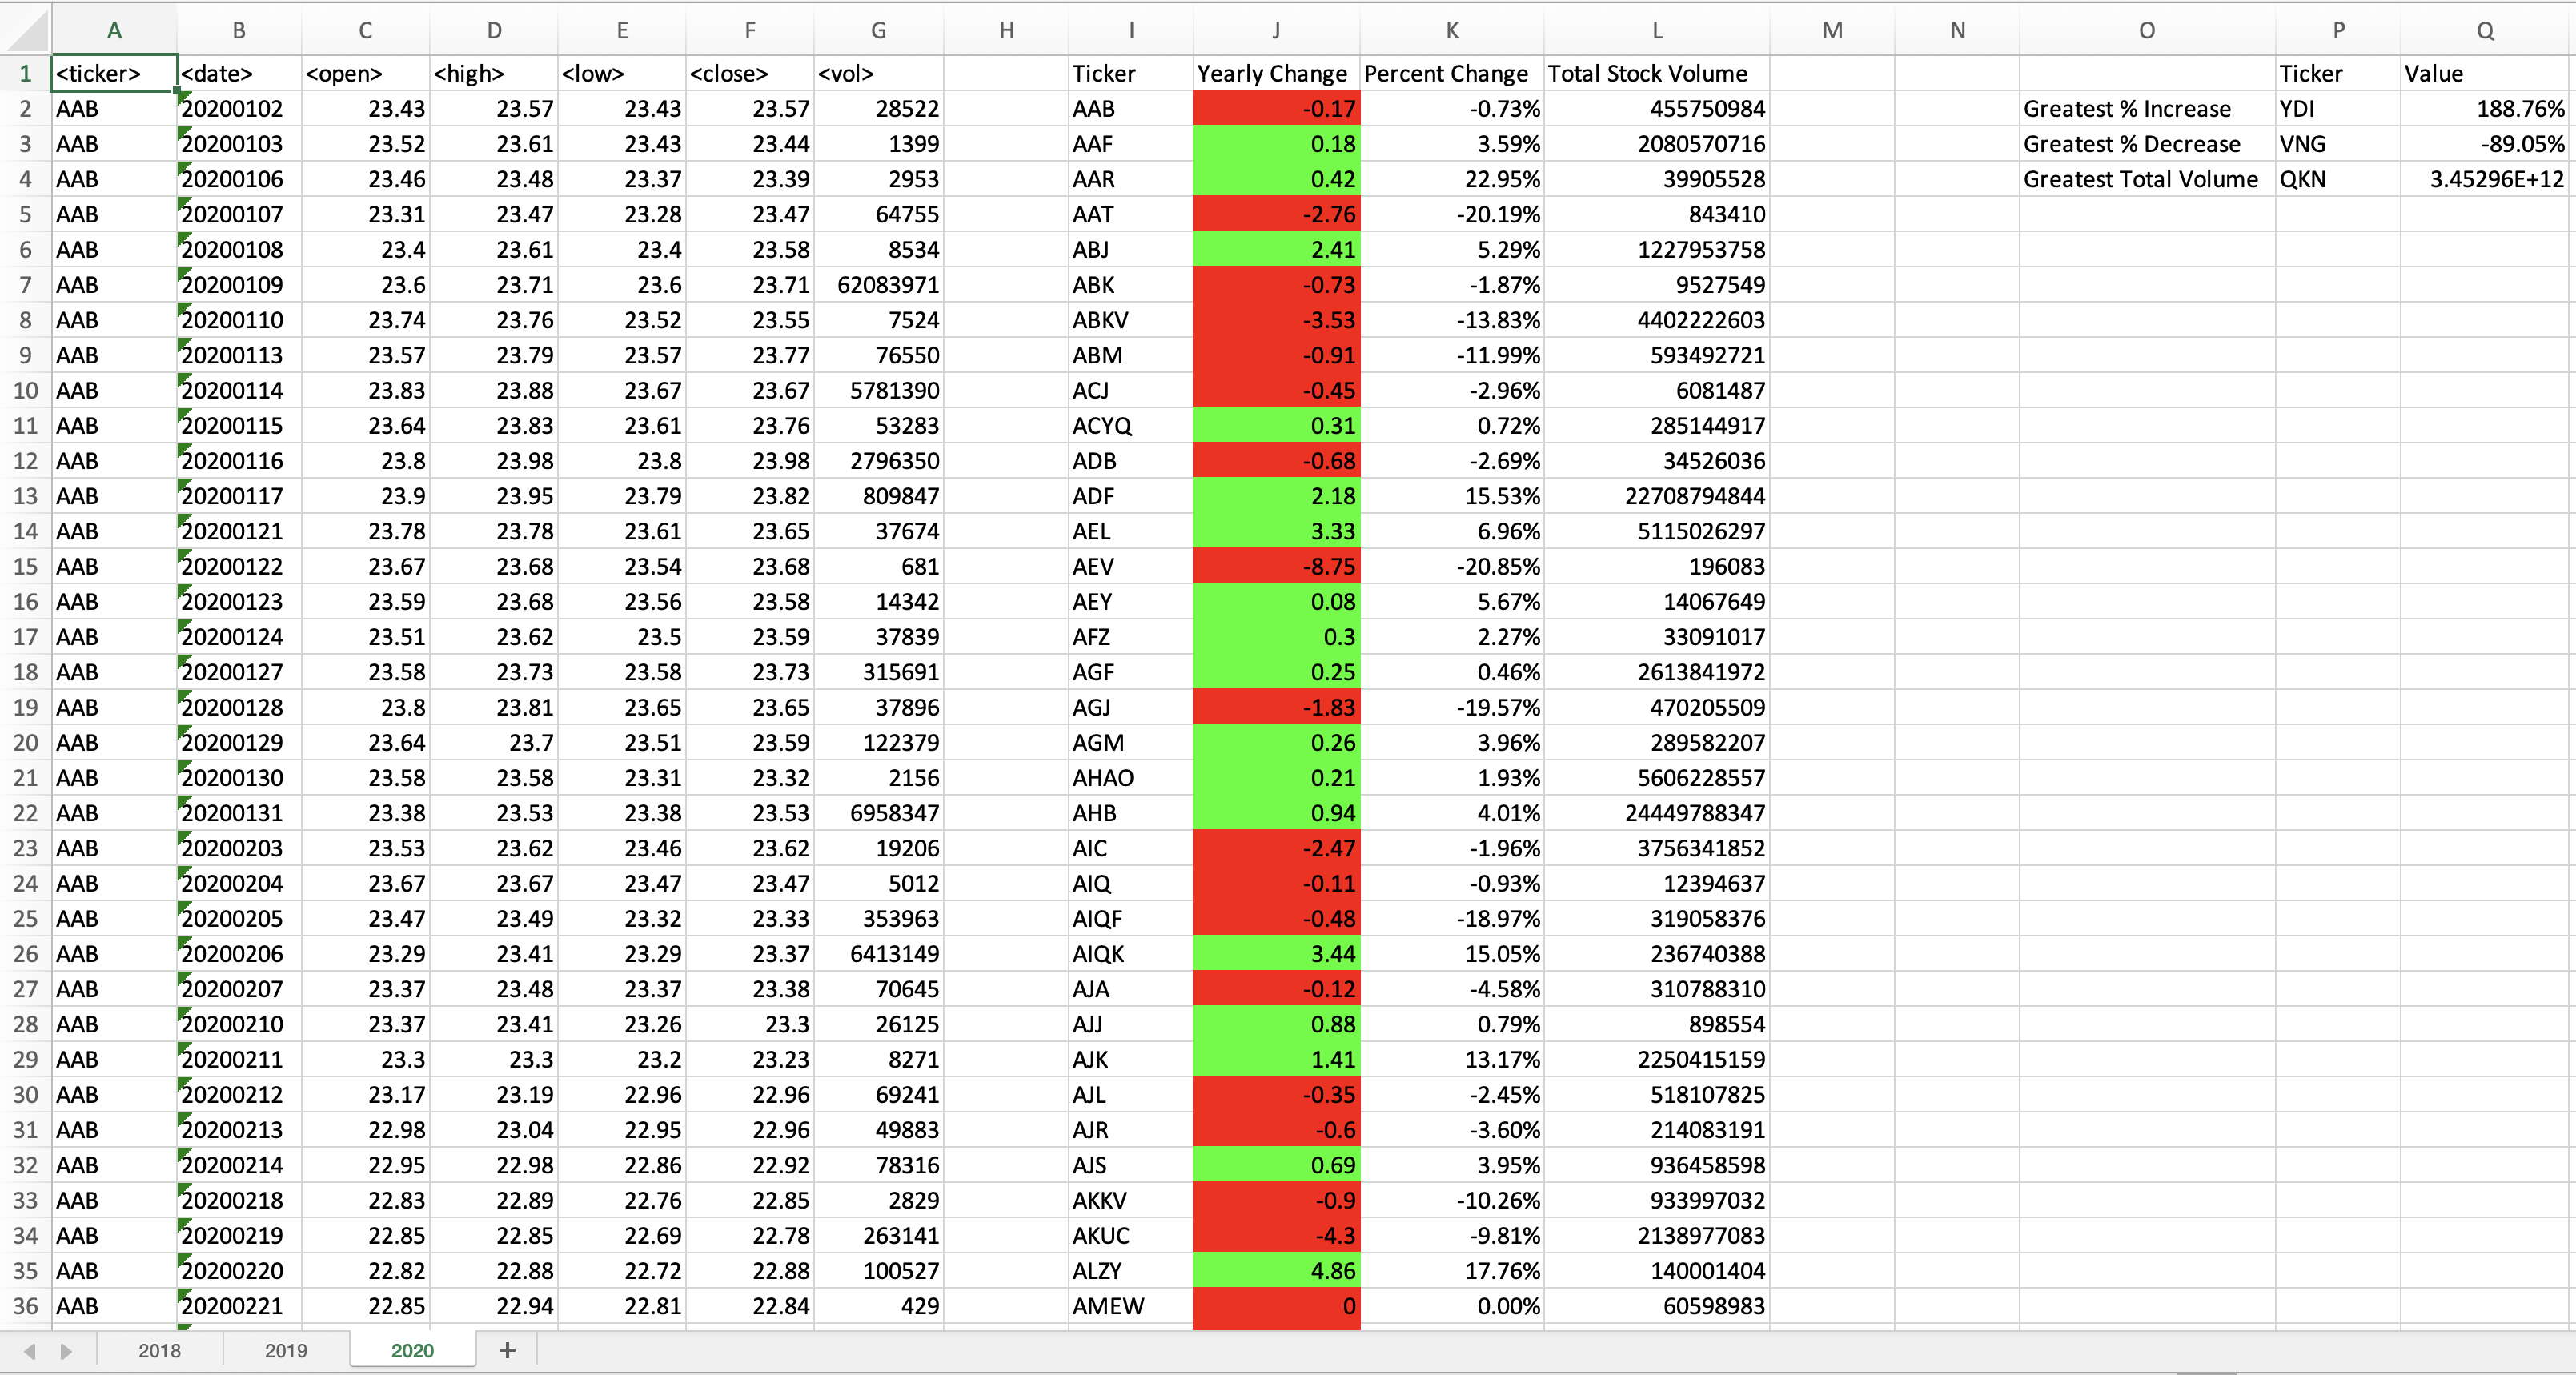 A B C D E F G H I J K L M N O P Q
1 <ticker> <date> <open> <high> <low> <close> <vol> Ticker Yearly Change Percent Change Total Stock Volume Ticker Value
2 AAB 20200102 23.43 23.57 23.43 23.57 28522 AAB -0.17 -0.73% 455750984 Greatest % Increase YDI 188.76%
3 AAB 20200103 23.52 23.61 23.43 23.44 1399 AAF 0.18 3.59% 2080570716 Greatest % Decrease VNG -89.05%
4 AAB 20200106 23.46 23.48 23.37 23.39 2953 AAR 0.42 22.95% 39905528 Greatest Total Volume QKN 3.45296E+12
5 AAB 20200107 23.31 23.47 23.28 23.47 64755 AAT -2.76 -20.19% 843410
6 AAB 20200108 23.4 23.61 23.4 23.58 8534 ABJ 2.41 5.29% 1227953758
7 AAB 20200109 23.6 23.71 23.6 23.71 62083971 ABK -0.73 -1.87% 9527549
8 AAB 20200110 23.74 23.76 23.52 23.55 7524 ABKV -3.53 -13.83% 4402222603
9 AAB 20200113 23.57 23.79 23.57 23.77 76550 ABM -0.91 -11.99% 593492721
10 AAB 20200114 23.83 23.88 23.67 23.67 5781390 ACJ -0.45 -2.96% 6081487
11 AAB 20200115 23.64 23.83 23.61 23.76 53283 ACYQ 0.31 0.72% 285144917
12 AAB 20200116 23.8 23.98 23.8 23.98 2796350 ADB -0.68 -2.69% 34526036
13 AAB 20200117 23.9 23.95 23.79 23.82 809847 ADF 2.18 15.53% 22708794844
14 AAB 20200121 23.78 23.78 23.61 23.65 37674 AEL 3.33 6.96% 5115026297
15 AAB 20200122 23.67 23.68 23.54 23.68 681 AEV -8.75 -20.85% 196083
16 AAB 20200123 23.59 23.68 23.56 23.58 14342 AEY 0.08 5.67% 14067649
17 AAB 20200124 23.51 23.62 23.5 23.59 37839 AFZ 0.3 2.27% 33091017
18 AAB 20200127 23.58 23.73 23.58 23.73 315691 AGF 0.25 0.46% 2613841972
19 AAB 20200128 23.8 23.81 23.65 23.65 37896 AGJ -1.83 -19.57% 470205509
20 AAB 20200129 23.64 23.7 23.51 23.59 122379 AGM 0.26 3.96% 289582207
21 AAB 20200130 23.58 23.58 23.31 23.32 2156 AHAO 0.21 1.93% 5606228557
22 AAB 20200131 23.38 23.53 23.38 23.53 6958347 AHB 0.94 4.01% 24449788347
23 AAB 20200203 23.53 23.62 23.46 23.62 19206 AIC -2.47 -1.96% 3756341852
24 AAB 20200204 23.67 23.67 23.47 23.47 5012 AIQ -0.11 -0.93% 12394637
25 AAB 20200205 23.47 23.49 23.32 23.33 353963 AIQF -0.48 -18.97% 319058376
26 AAB 20200206 23.29 23.41 23.29 23.37 6413149 AIQK 3.44 15.05% 236740388
27 AAB 20200207 23.37 23.48 23.37 23.38 70645 AJA -0.12 -4.58% 310788310
28 AAB 20200210 23.37 23.41 23.26 23.3 26125 AJJ 0.88 0.79% 898554
29 AAB 20200211 23.3 23.3 23.2 23.23 8271 AJK 1.41 13.17% 2250415159
30 AAB 20200212 23.17 23.19 22.96 22.96 69241 AJL -0.35 -2.45% 518107825
31 AAB 20200213 22.98 23.04 22.95 22.96 49883 AJR -0.6 -3.60% 214083191
32 AAB 20200214 22.95 22.98 22.86 22.92 78316 AJS 0.69 3.95% 936458598
33 AAB 20200218 22.83 22.89 22.76 22.85 2829 AKKV -0.9 -10.26% 933997032
34 AAB 20200219 22.85 22.85 22.69 22.78 263141 AKUC -4.3 -9.81% 2138977083
35 AAB 20200220 22.82 22.88 22.72 22.88 100527 ALZY 4.86 17.76% 140001404
36 AAB 20200221 22.85 22.94 22.81 22.84 429 AMEW 0 0.00% 60598983
2018 2019 2020 +